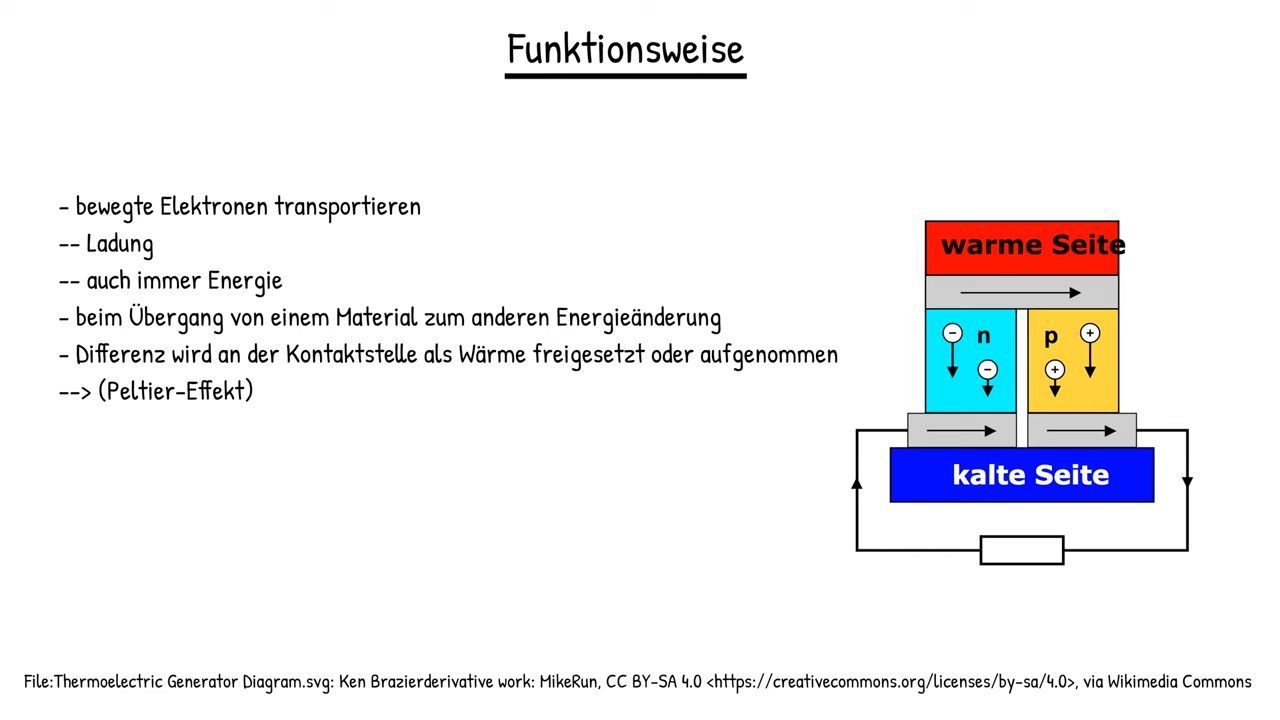 Funktionsweise
- bewegte Elektronen transportieren
-- Ladung
-- auch immer Energie
- beim Übergang von einem Material zum anderen Energieänderung
- Differenz wird an der Kontaktstelle als Wärme freigesetzt oder aufgenommen
--> (Peltier-Effekt)
warme Seite
− n p +
− +
kalte Seite
File:Thermoelectric Generator Diagram.svg: Ken Brazierderivative work: MikeRun, CC BY-SA 4.0 <https://creativecommons.org/licenses/by-sa/4.0>, via Wikimedia Commons